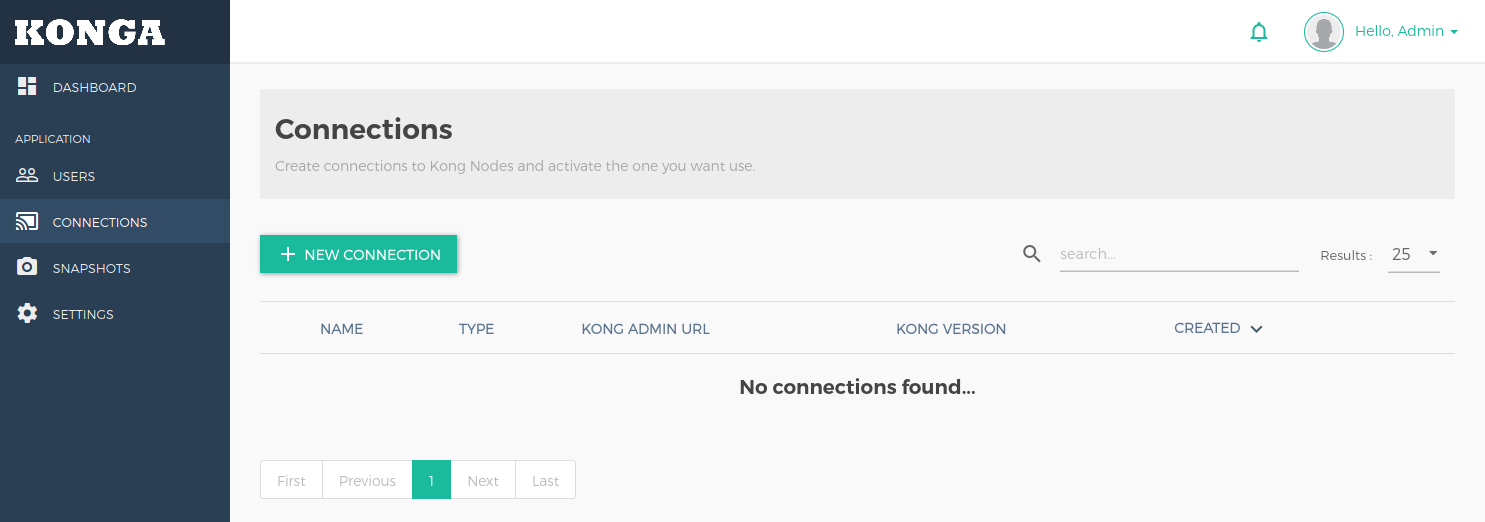 KONGA
Hello, Admin
DASHBOARD
APPLICATION
USERS
CONNECTIONS
SNAPSHOTS
SETTINGS
Connections
Create connections to Kong Nodes and activate the one you want use.
NEW CONNECTION
search...
Results :
25
NAME TYPE KONG ADMIN URL KONG VERSION CREATED
No connections found...
First Previous 1 Next Last